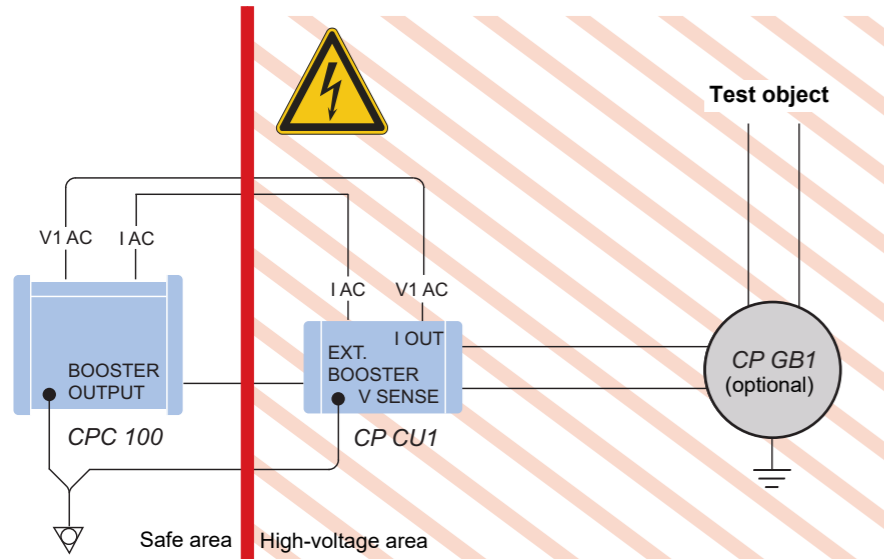 Test object
V1 AC
I AC
I AC
V1 AC
I OUT
EXT.
BOOSTER
V SENSE
BOOSTER
OUTPUT
CP GB1
(optional)
CPC 100
CP CU1
Safe area
High-voltage area